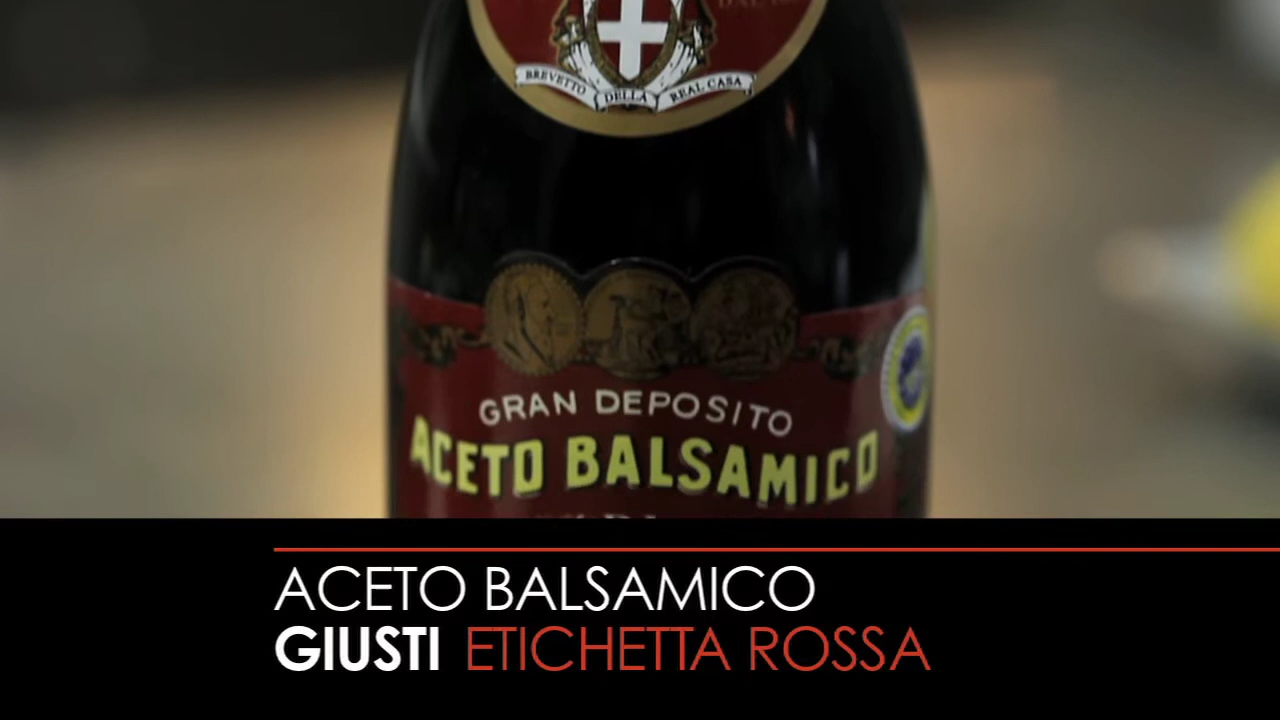 BREVETTO DELLA REAL CASA
GRAN DEPOSITO
ACETO BALSAMICO
ACETO BALSAMICO
GIUSTI ETICHETTA ROSSA